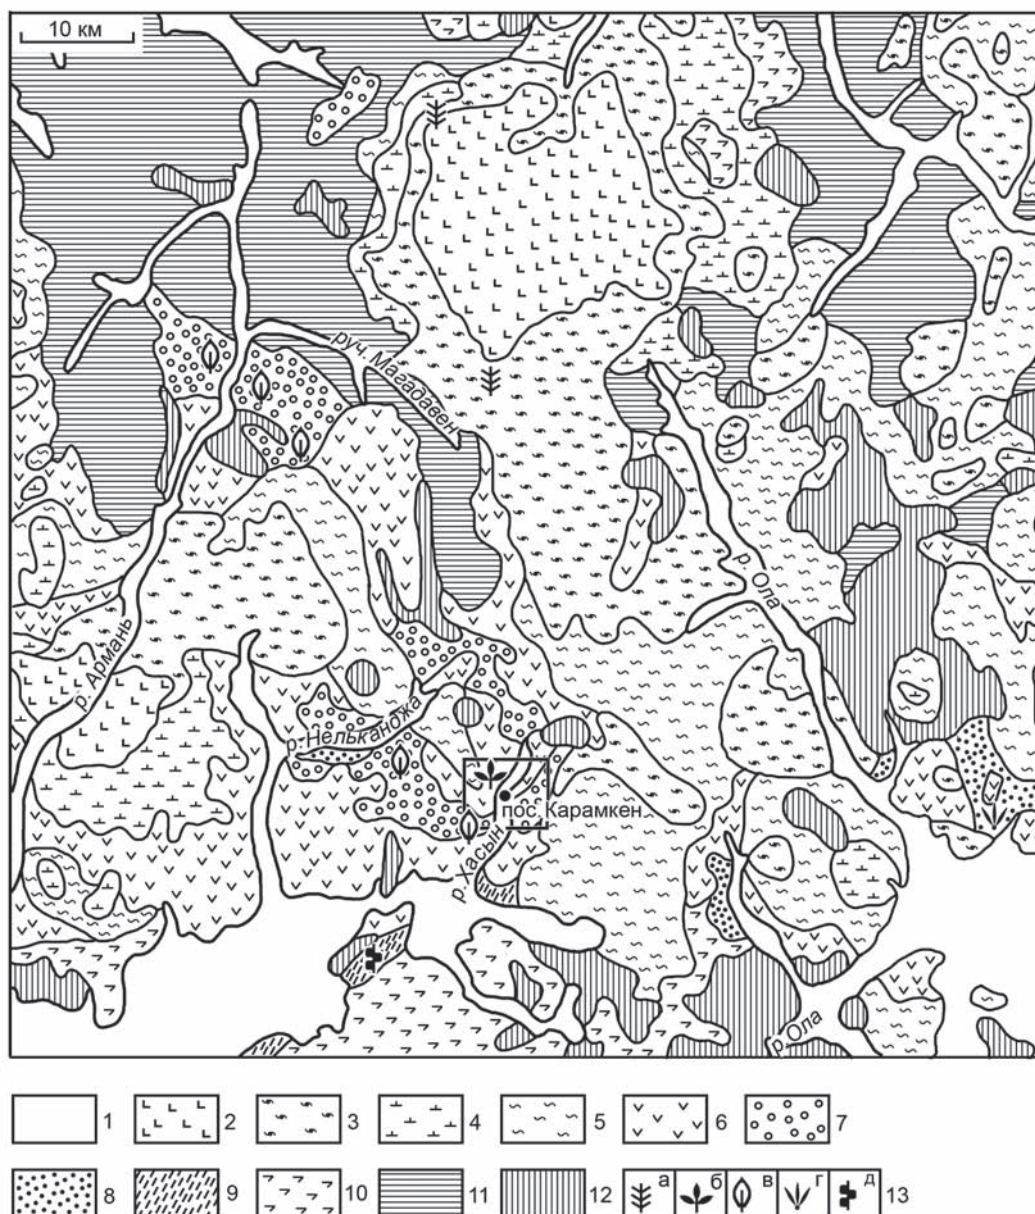 10 км
руч. Магадавен
р. Ола
р. Армань
р. Нельканджа
пос. Карамкен
р. Хасын
р. Ола
1 2 3 4 5 6 7
8 9 10 11 12 а б в г д 13